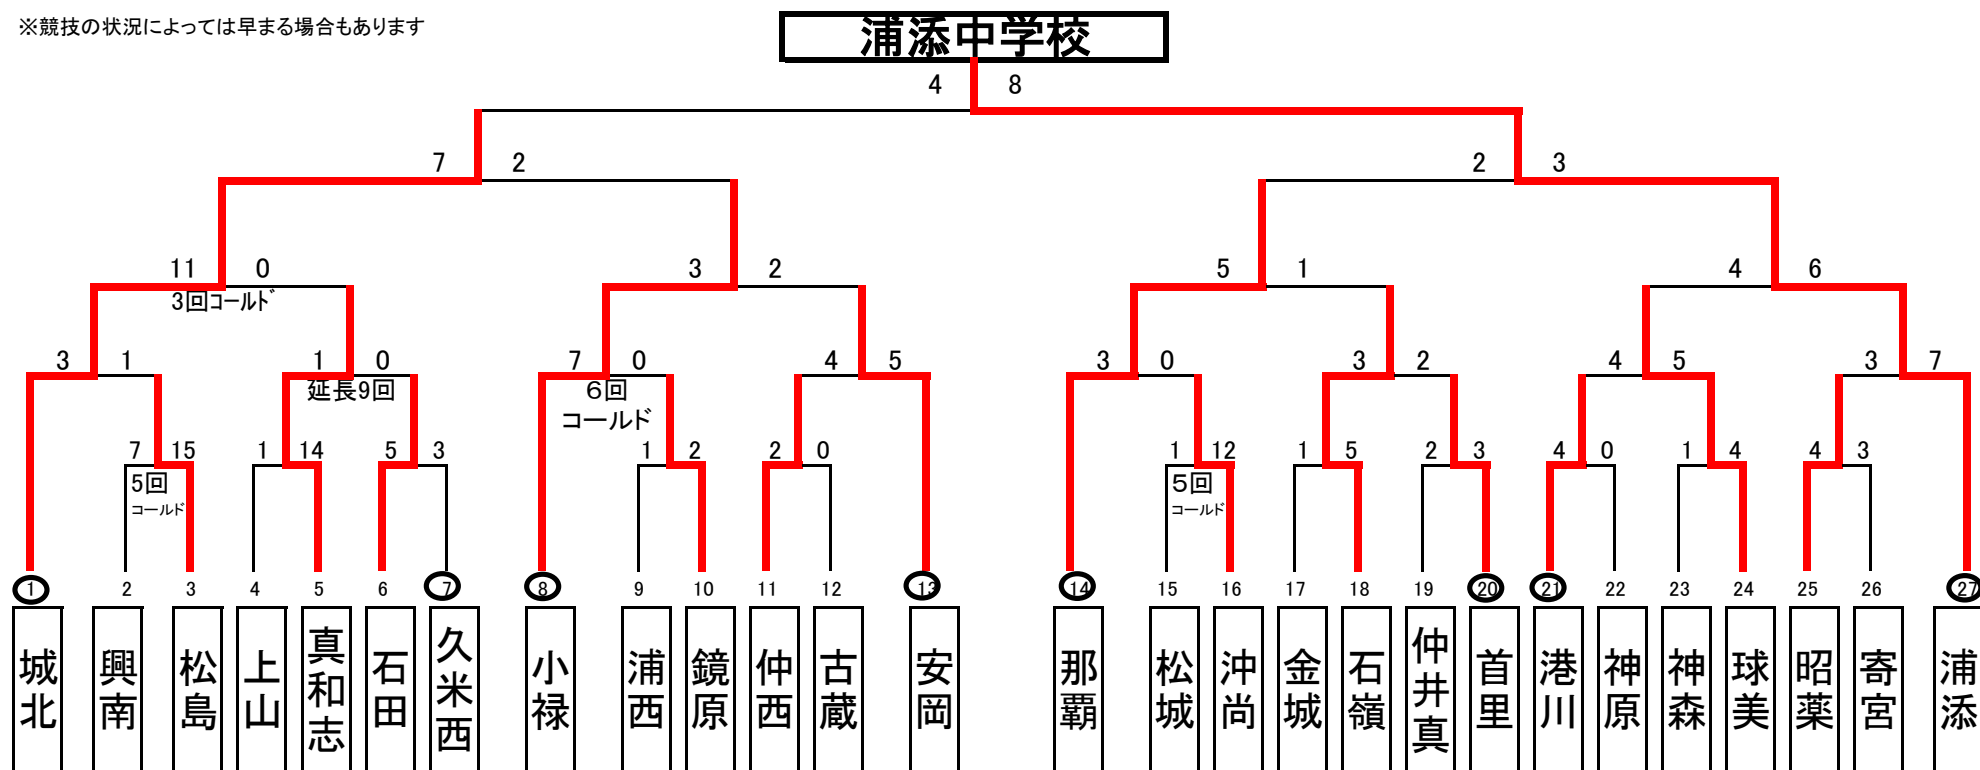 ※競技の状況によっては早まる場合もあります
浦添中学校
4 8
7 2 2 3
11 0 3 2 5 1 4 6
3回コールド
3 1 1 0 7 0 4 5 3 0 3 2 4 5 3 7
延長9回 6回
コールド
7 15 1 14 5 3 1 2 2 0 1 12 1 5 2 3 4 0 1 4 4 3
5回 5回
コールド コールド
1 2 3 4 5 6 7 8 9 10 11 12 13 14 15 16 17 18 19 20 21 22 23 24 25 26 27
城北
興南
松島
上山
真和志
石田
久米西
小禄
浦西
鏡原
仲西
古蔵
安岡
那覇
松城
沖尚
金城
石嶺
仲井真
首里
港川
神原
神森
球美
昭薬
寄宮
浦添